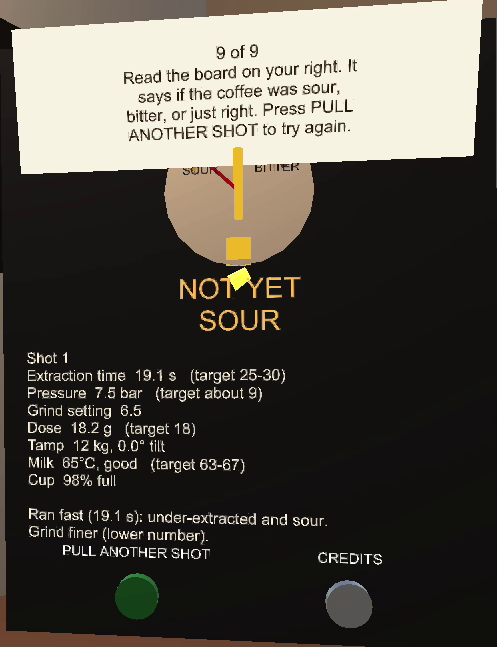 9 of 9
Read the board on your right. It
says if the coffee was sour,
bitter, or just right. Press PULL
ANOTHER SHOT to try again.
SOUR BITTER
NOT YET
SOUR
Shot 1
Extraction time 19.1 s (target 25-30)
Pressure 7.5 bar (target about 9)
Grind setting 6.5
Dose 18.2 g (target 18)
Tamp 12 kg, 0.0° tilt
Milk 65°C, good (target 63-67)
Cup 98% full
Ran fast (19.1 s): under-extracted and sour.
Grind finer (lower number).
PULL ANOTHER SHOT CREDITS